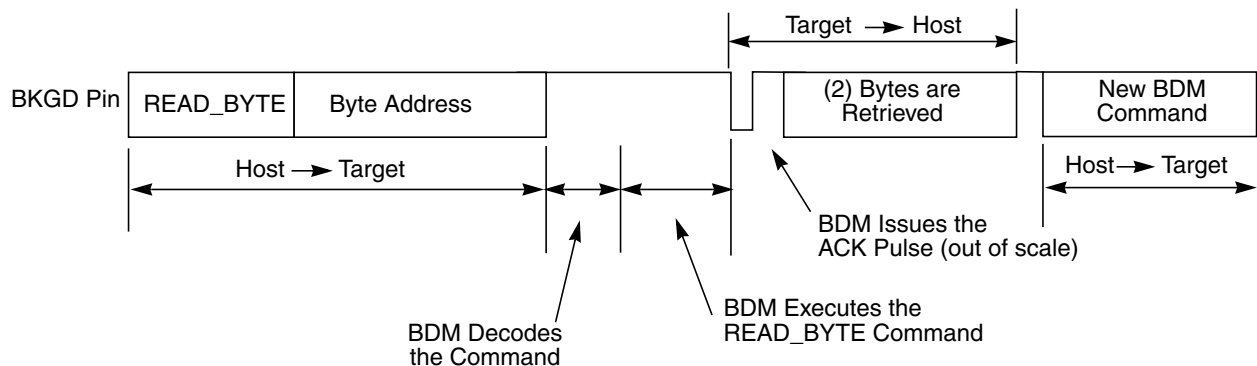 Target → Host
BKGD Pin
READ_BYTE
Byte Address
(2) Bytes are
Retrieved
New BDM
Command
Host → Target
Host → Target
BDM Issues the
ACK Pulse (out of scale)
BDM Decodes
the Command
BDM Executes the
READ_BYTE Command